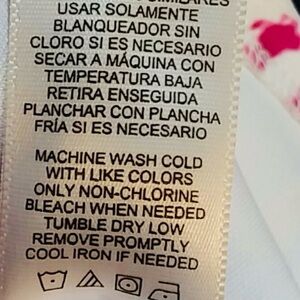 SIMILARES
USAR SOLAMENTE
BLANQUEADOR SIN
CLORO SI ES NECESARIO
SECAR A MÁQUINA CON
TEMPERATURA BAJA
RETIRA ENSEGUIDA
PLANCHAR CON PLANCHA
FRÍA SI ES NECESARIO
MACHINE WASH COLD
WITH LIKE COLORS
ONLY NON-CHLORINE
BLEACH WHEN NEEDED
TUMBLE DRY LOW
REMOVE PROMPTLY
COOL IRON IF NEEDED